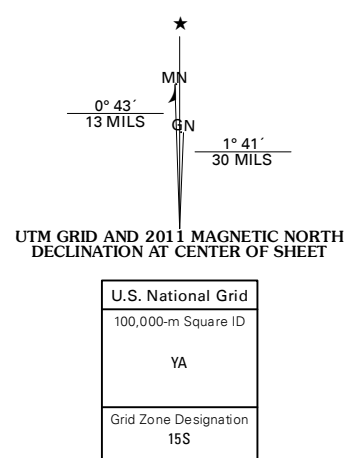 ★
MN
0° 43´
13 MILS
GN
1° 41´
30 MILS
UTM GRID AND 2011 MAGNETIC NORTH
DECLINATION AT CENTER OF SHEET
U.S. National Grid
100,000-m Square ID
YA
Grid Zone Designation
15S